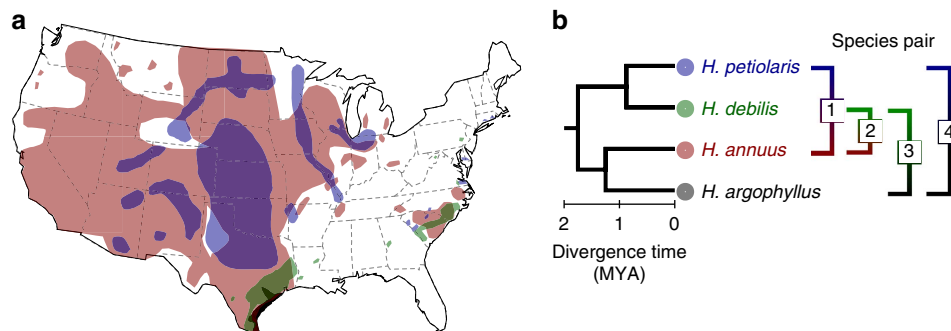 a
b
Species pair
H. petiolaris
H. debilis
H. annuus
H. argophyllus
1
2
3
4
2 1 0
Divergence time
(MYA)